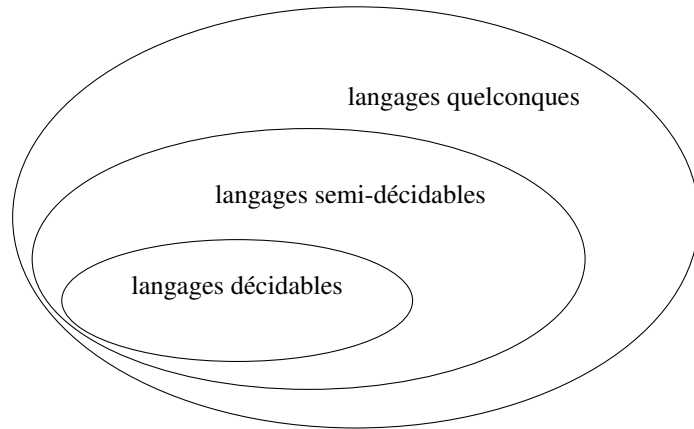 langages quelconques
langages semi-décidables
langages décidables